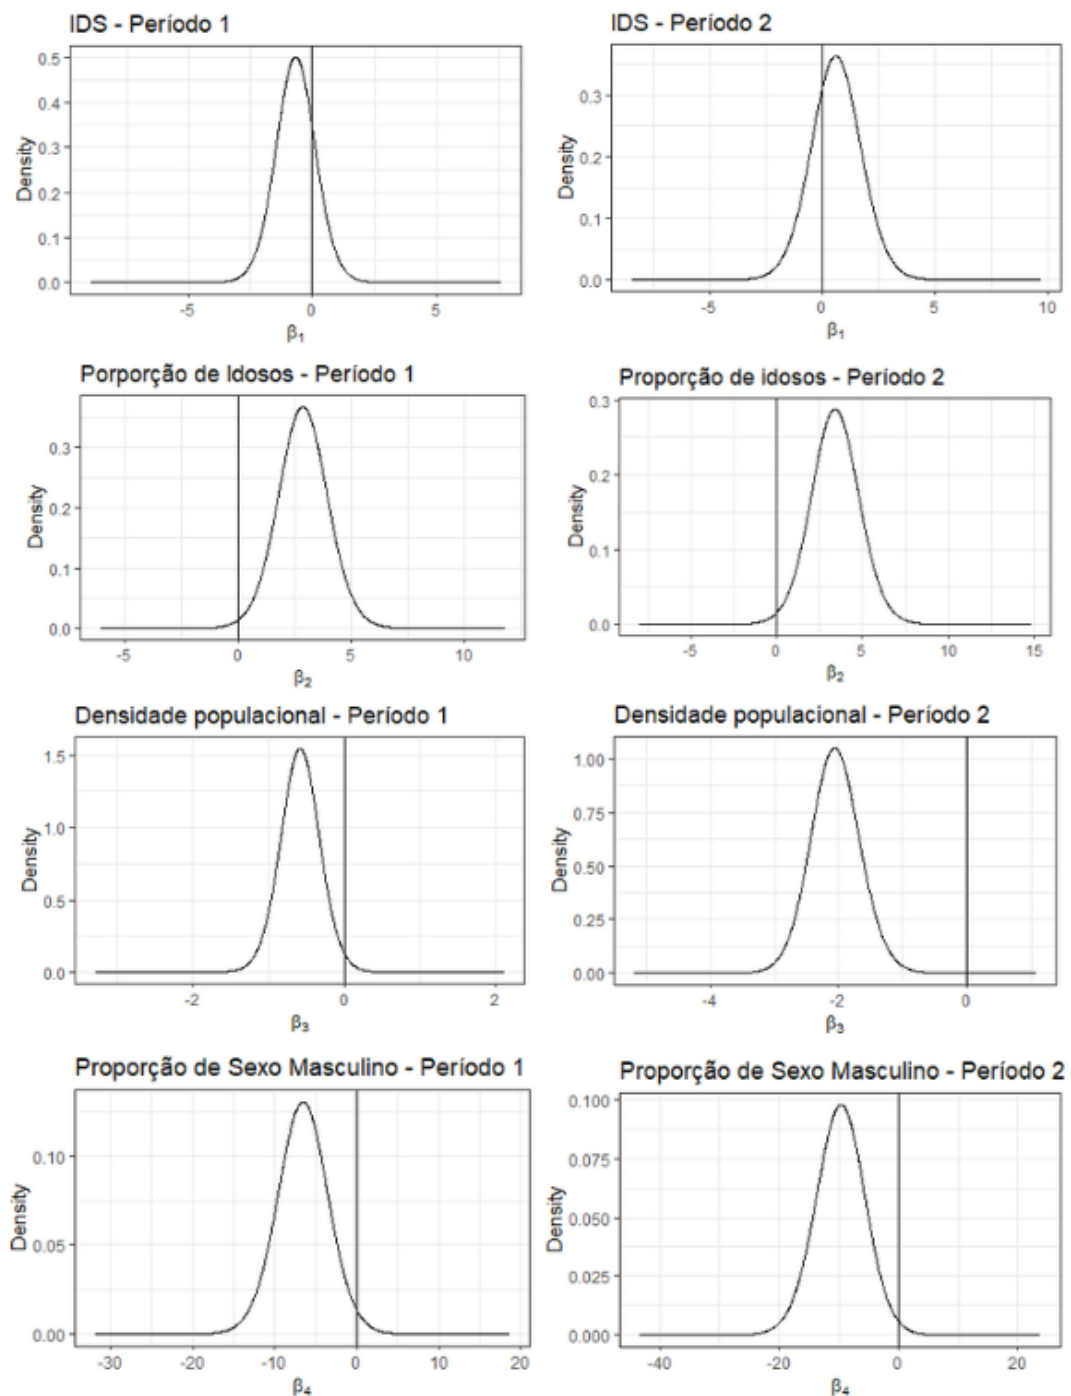 IDS - Período 1
0.5
0.4
0.3
0.2
0.1
0.0
Density
-5
0
5
β₁
IDS - Período 2
0.3
0.2
0.1
0.0
Density
-5
0
5
10
β₁
Porporção de Idosos - Período 1
0.3
0.2
0.1
0.0
Density
-5
0
5
10
β₂
Proporção de idosos - Período 2
0.3
0.2
0.1
0.0
Density
-5
0
5
10
15
β₂
Densidade populacional - Período 1
1.5
1.0
0.5
0.0
Density
-2
0
2
β₃
Densidade populacional - Período 2
1.00
0.75
0.50
0.25
0.00
Density
-4
-2
0
β₃
Proporção de Sexo Masculino - Período 1
0.10
0.05
0.00
Density
-30
-20
-10
0
10
20
β₄
Proporção de Sexo Masculino - Período 2
0.100
0.075
0.050
0.025
0.000
Density
-40
-20
0
20
β₄